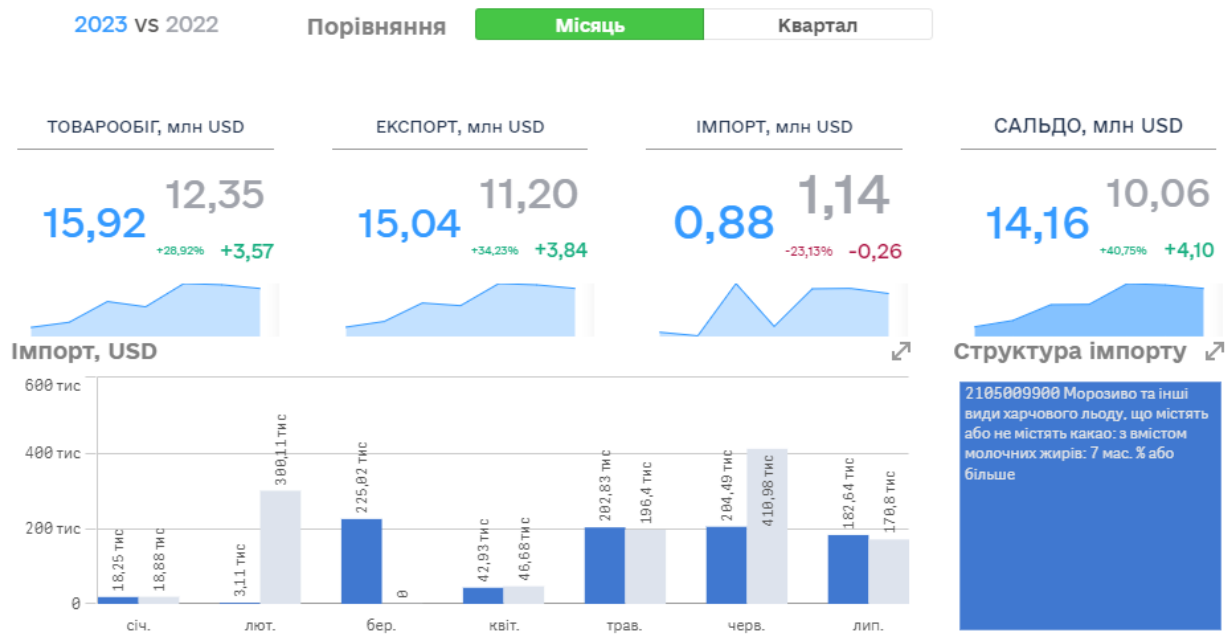 2023 VS 2022
Порівняння
Місяць
Квартал
ТОВАРООБІГ, млн USD
15,92
12,35
+28,92%
+3,57
ЕКСПОРТ, млн USD
15,04
11,20
+34,23%
+3,84
ІМПОРТ, млн USD
0,88
1,14
-23,13%
-0,26
САЛЬДО, млн USD
14,16
10,06
+40,75%
+4,10
Імпорт, USD
600 тис
400 тис
200 тис
0
18,25 тис
18,88 тис
3,11 тис
300,11 тис
225,02 тис
0
42,93 тис
46,68 тис
202,83 тис
196,4 тис
204,49 тис
410,98 тис
182,64 тис
170,8 тис
січ.
лют.
бер.
квіт.
трав.
черв.
лип.
Структура імпорту
2105009900 Морозиво та інші
види харчового льоду, що містять
або не містять какао: з вмістом
молочних жирів: 7 мас. % або
більше